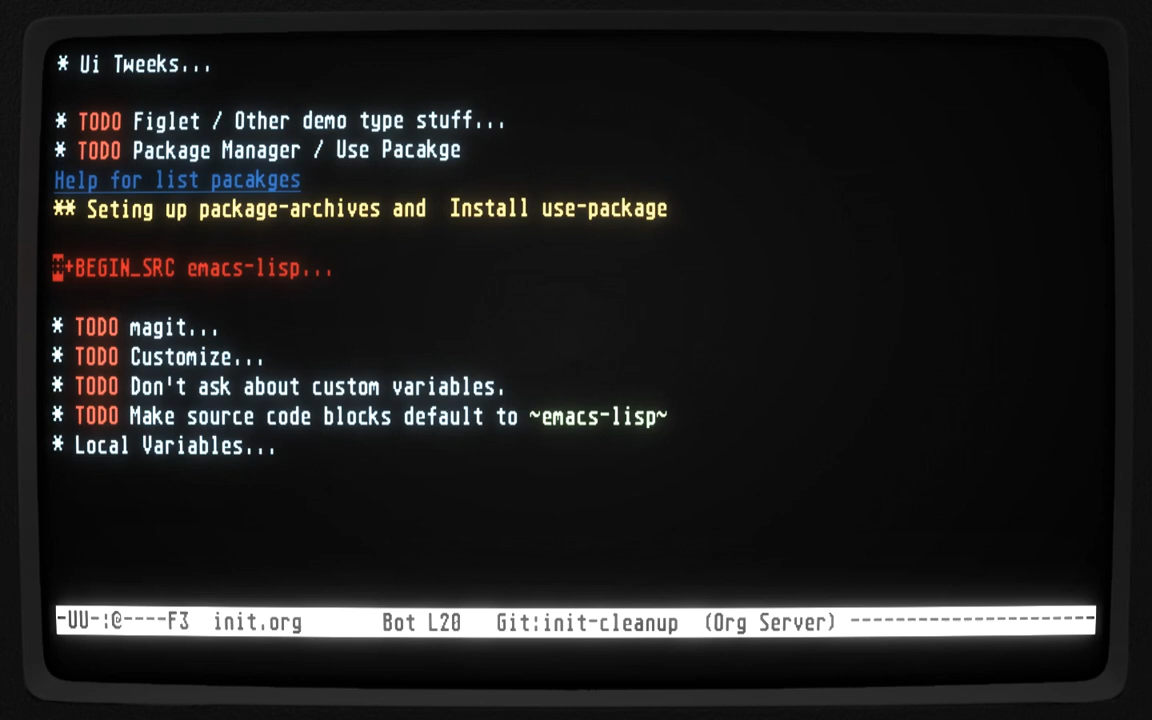 * Ui Tweeks...
* TODO Figlet / Other demo type stuff...
* TODO Package Manager / Use Pacakge
Help for list pacakges
** Seting up package-archives and  Install use-package
#+BEGIN_SRC emacs-lisp...
* TODO magit...
* TODO Customize...
* TODO Don't ask about custom variables.
* TODO Make source code blocks default to ~emacs-lisp~
* Local Variables...
-UU-:@----F3  init.org       Bot L20   Git:init-cleanup  (Org Server) ----------------------